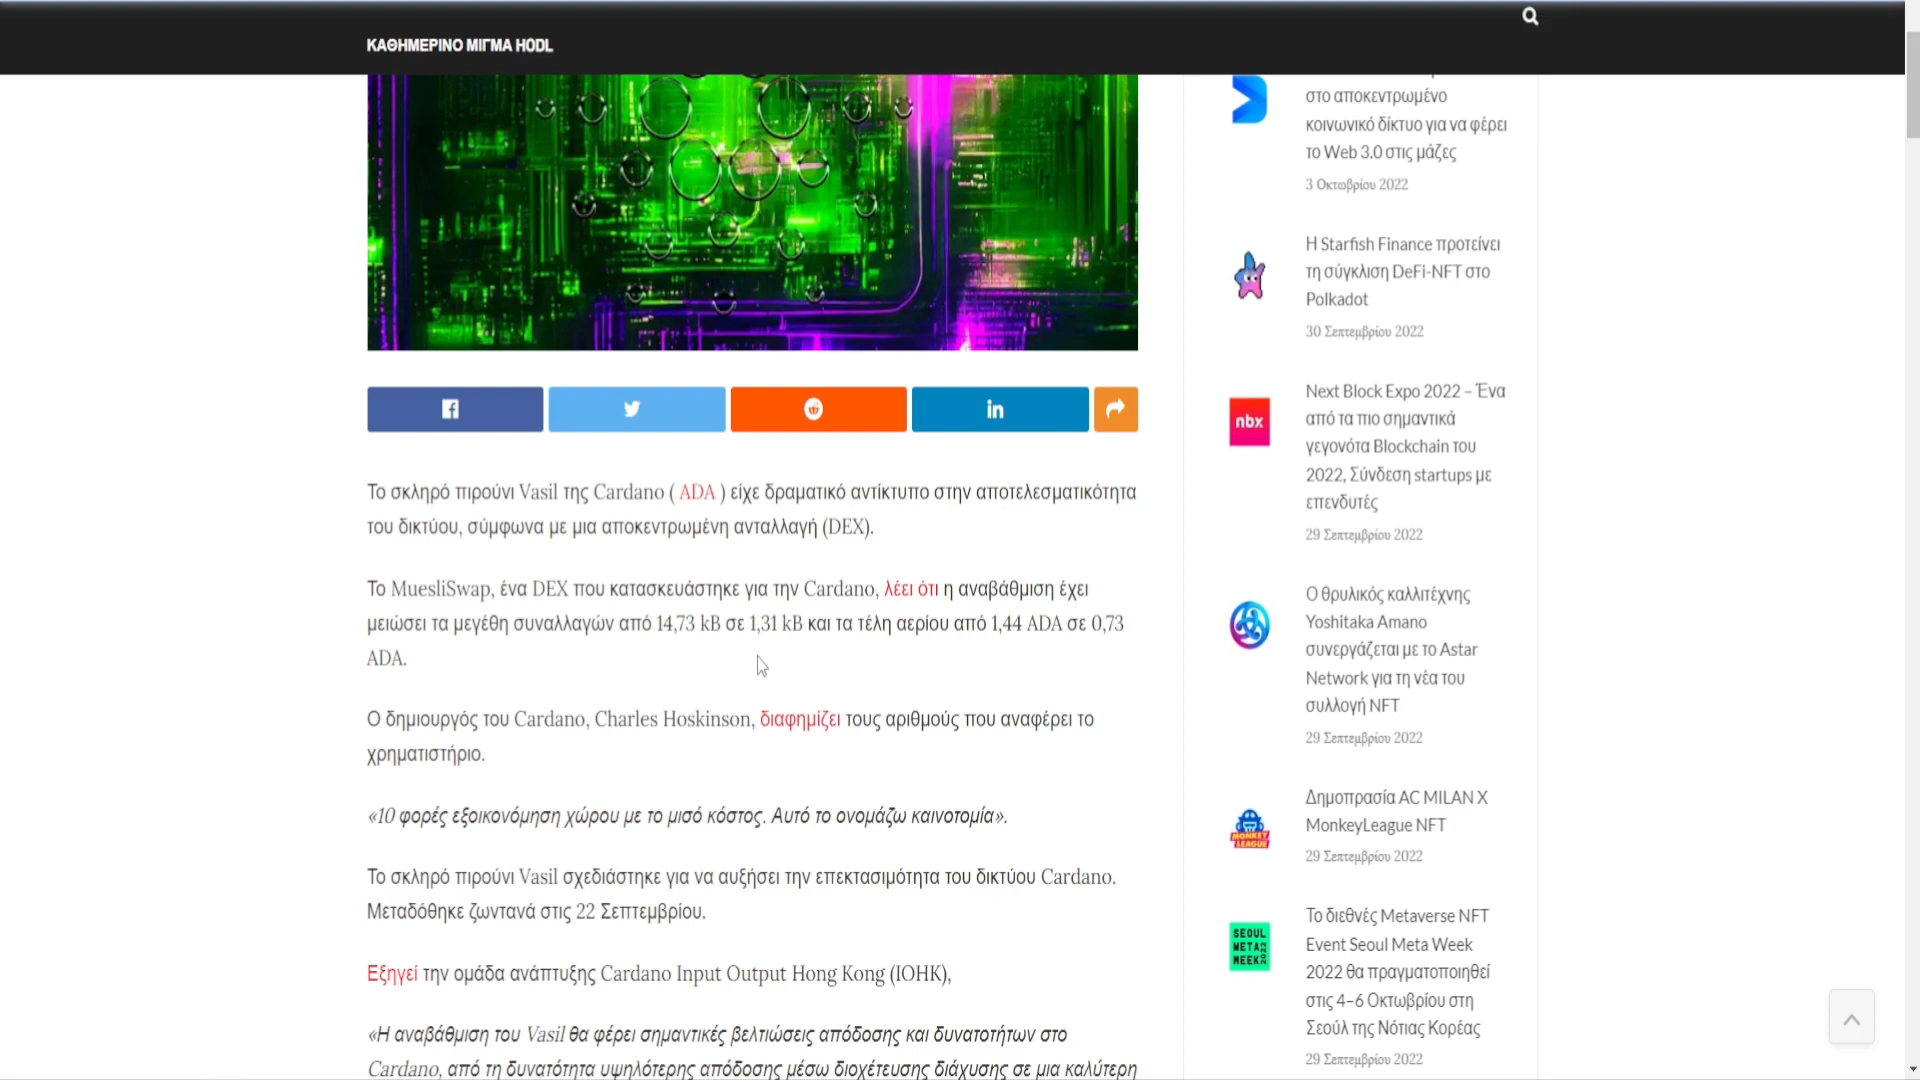 ΚΑΘΗΜΕΡΙΝΟ ΜΙΓΜΑ HODL
Το σκληρό πιρούνι Vasil της Cardano ( ADA ) είχε δραματικό αντίκτυπο στην αποτελεσματικότητα
του δικτύου, σύμφωνα με μια αποκεντρωμένη ανταλλαγή (DEX).
Το MuesliSwap, ένα DEX που κατασκευάστηκε για την Cardano, λέει ότι η αναβάθμιση έχει
μειώσει τα μεγέθη συναλλαγών από 14,73 kB σε 1,31 kB και τα τέλη αερίου από 1,44 ADA σε 0,73
ADA.
Ο δημιουργός του Cardano, Charles Hoskinson, διαφημίζει τους αριθμούς που αναφέρει το
χρηματιστήριο.
«10 φορές εξοικονόμηση χώρου με το μισό κόστος. Αυτό το ονομάζω καινοτομία».
Το σκληρό πιρούνι Vasil σχεδιάστηκε για να αυξήσει την επεκτασιμότητα του δικτύου Cardano.
Μεταδόθηκε ζωντανά στις 22 Σεπτεμβρίου.
Εξηγεί την ομάδα ανάπτυξης Cardano Input Output Hong Kong (IOHK),
«Η αναβάθμιση του Vasil θα φέρει σημαντικές βελτιώσεις απόδοσης και δυνατοτήτων στο
Cardano, από τη δυνατότητα υψηλότερης απόδοσης μέσω διοχέτευσης διάχυσης σε μια καλύτερη
στο αποκεντρωμένο
κοινωνικό δίκτυο για να φέρει
το Web 3.0 στις μάζες
3 Οκτωβρίου 2022
Η Starfish Finance προτείνει
τη σύγκλιση DeFi-NFT στο
Polkadot
30 Σεπτεμβρίου 2022
nbx
Next Block Expo 2022 – Ένα
από τα πιο σημαντικά
γεγονότα Blockchain του
2022, Σύνδεση startups με
επενδυτές
29 Σεπτεμβρίου 2022
Ο θρυλικός καλλιτέχνης
Yoshitaka Amano
συνεργάζεται με το Astar
Network για τη νέα του
συλλογή NFT
29 Σεπτεμβρίου 2022
MONKEY
LEAGUE
Δημοπρασία AC MILAN X
MonkeyLeague NFT
29 Σεπτεμβρίου 2022
SEOUL
META
WEEK
2022
Το διεθνές Metaverse NFT
Event Seoul Meta Week
2022 θα πραγματοποιηθεί
στις 4–6 Οκτωβρίου στη
Σεούλ της Νότιας Κορέας
29 Σεπτεμβρίου 2022